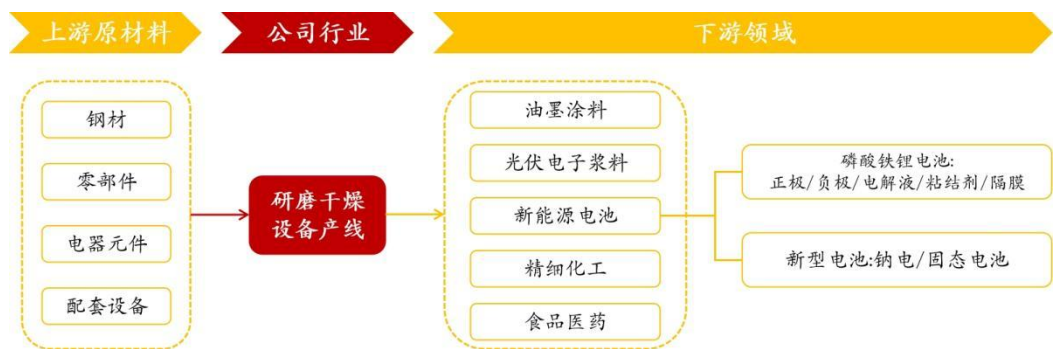 上游原材料
公司行业
下游领域
钢材
零部件
电器元件
配套设备
研磨干燥
设备产线
油墨涂料
光伏电子浆料
新能源电池
精细化工
食品医药
磷酸铁锂电池:
正极/负极/电解液/粘结剂/隔膜
新型电池:钠电/固态电池